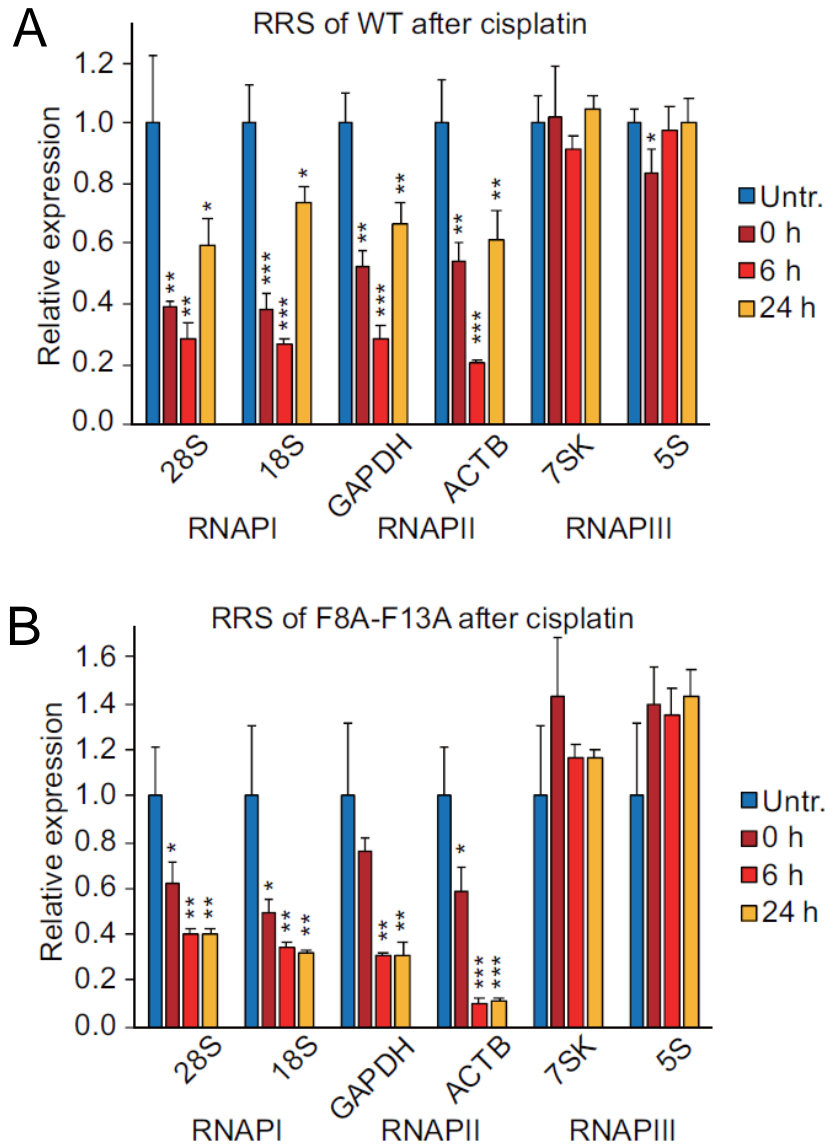 A
RRS of WT after cisplatin
Relative expression
1.2
1.0
0.8
0.6
0.4
0.2
0.0
**
**
*
***
***
*
**
***
**
**
***
**
*
Untr.
0 h
6 h
24 h
28S
18S
GAPDH
ACTB
7SK
5S
RNAPI
RNAPII
RNAPIII
B
RRS of F8A-F13A after cisplatin
Relative expression
1.6
1.4
1.2
1.0
0.8
0.6
0.4
0.2
0.0
*
**
**
*
**
**
**
**
*
***
***
Untr.
0 h
6 h
24 h
28S
18S
GAPDH
ACTB
7SK
5S
RNAPI
RNAPII
RNAPIII